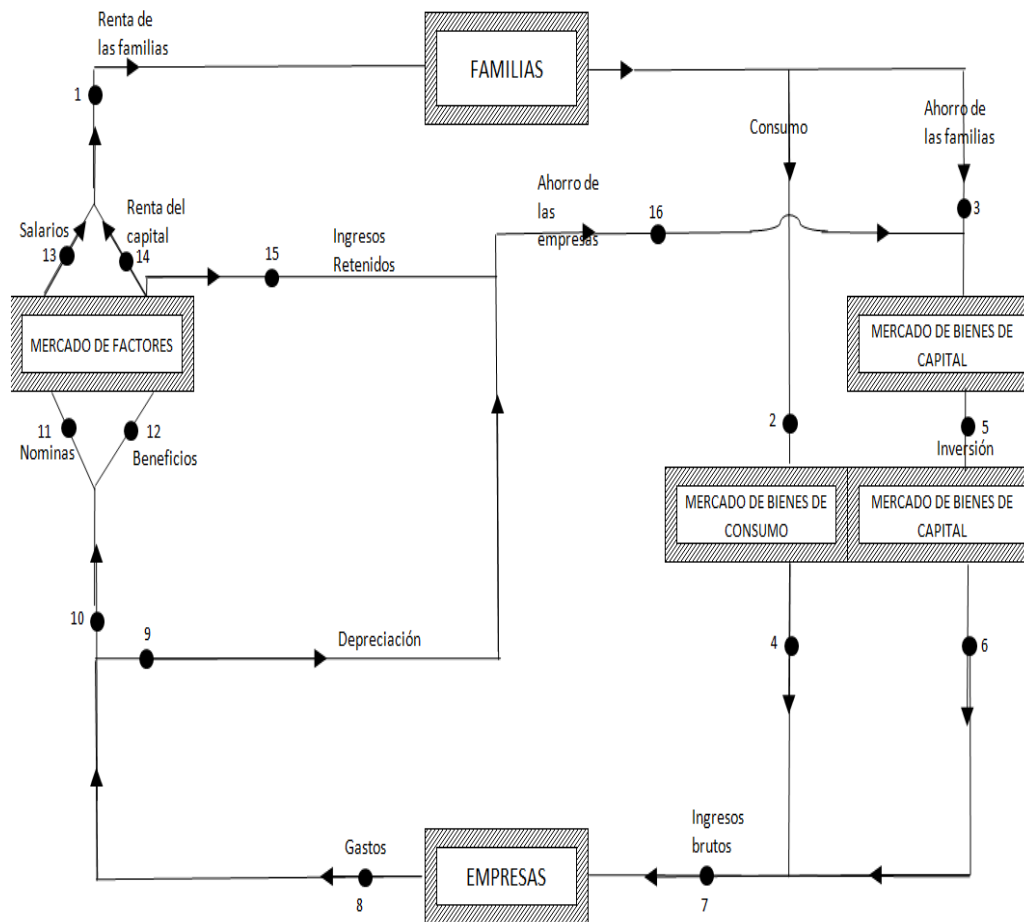 Renta de
las familias
FAMILIAS
1
Consumo
Ahorro de
las familias
Ahorro de
las
empresas
16
3
Salarios
Renta del
capital
13
14
15
Ingresos
Retenidos
MERCADO DE FACTORES
MERCADO DE BIENES DE
CAPITAL
11
12
Nominas
Beneficios
2
5
Inversión
MERCADO DE BIENES DE
CONSUMO
MERCADO DE BIENES DE
CAPITAL
10
9
Depreciación
4
6
Gastos
8
EMPRESAS
Ingresos
brutos
7